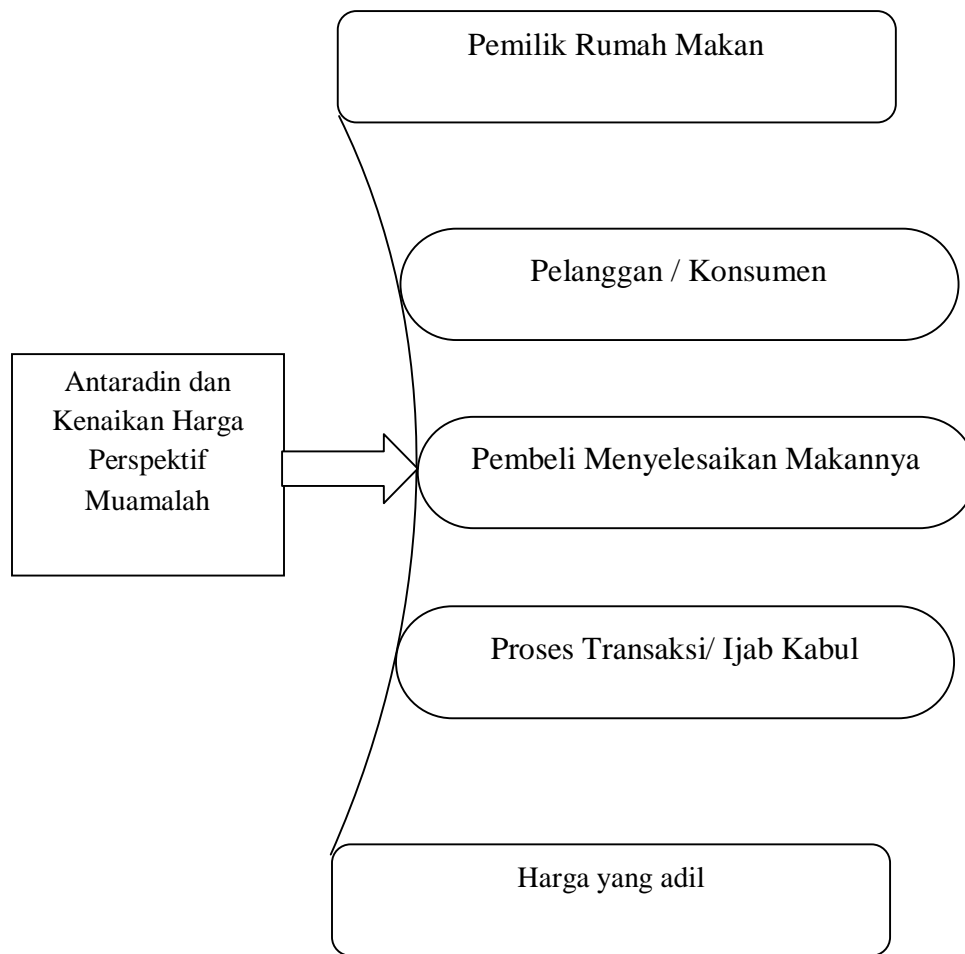 Pemilik Rumah Makan
Pelanggan / Konsumen
Antaradin dan
Kenaikan Harga
Perspektif
Muamalah
Pembeli Menyelesaikan Makannya
Proses Transaksi/ Ijab Kabul
Harga yang adil